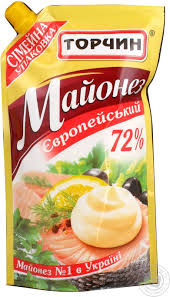 СІМЕЙНА
УПАКОВКА
ТОРЧИН
Майонез
Європейський
72%
Майонез №1 в Україні